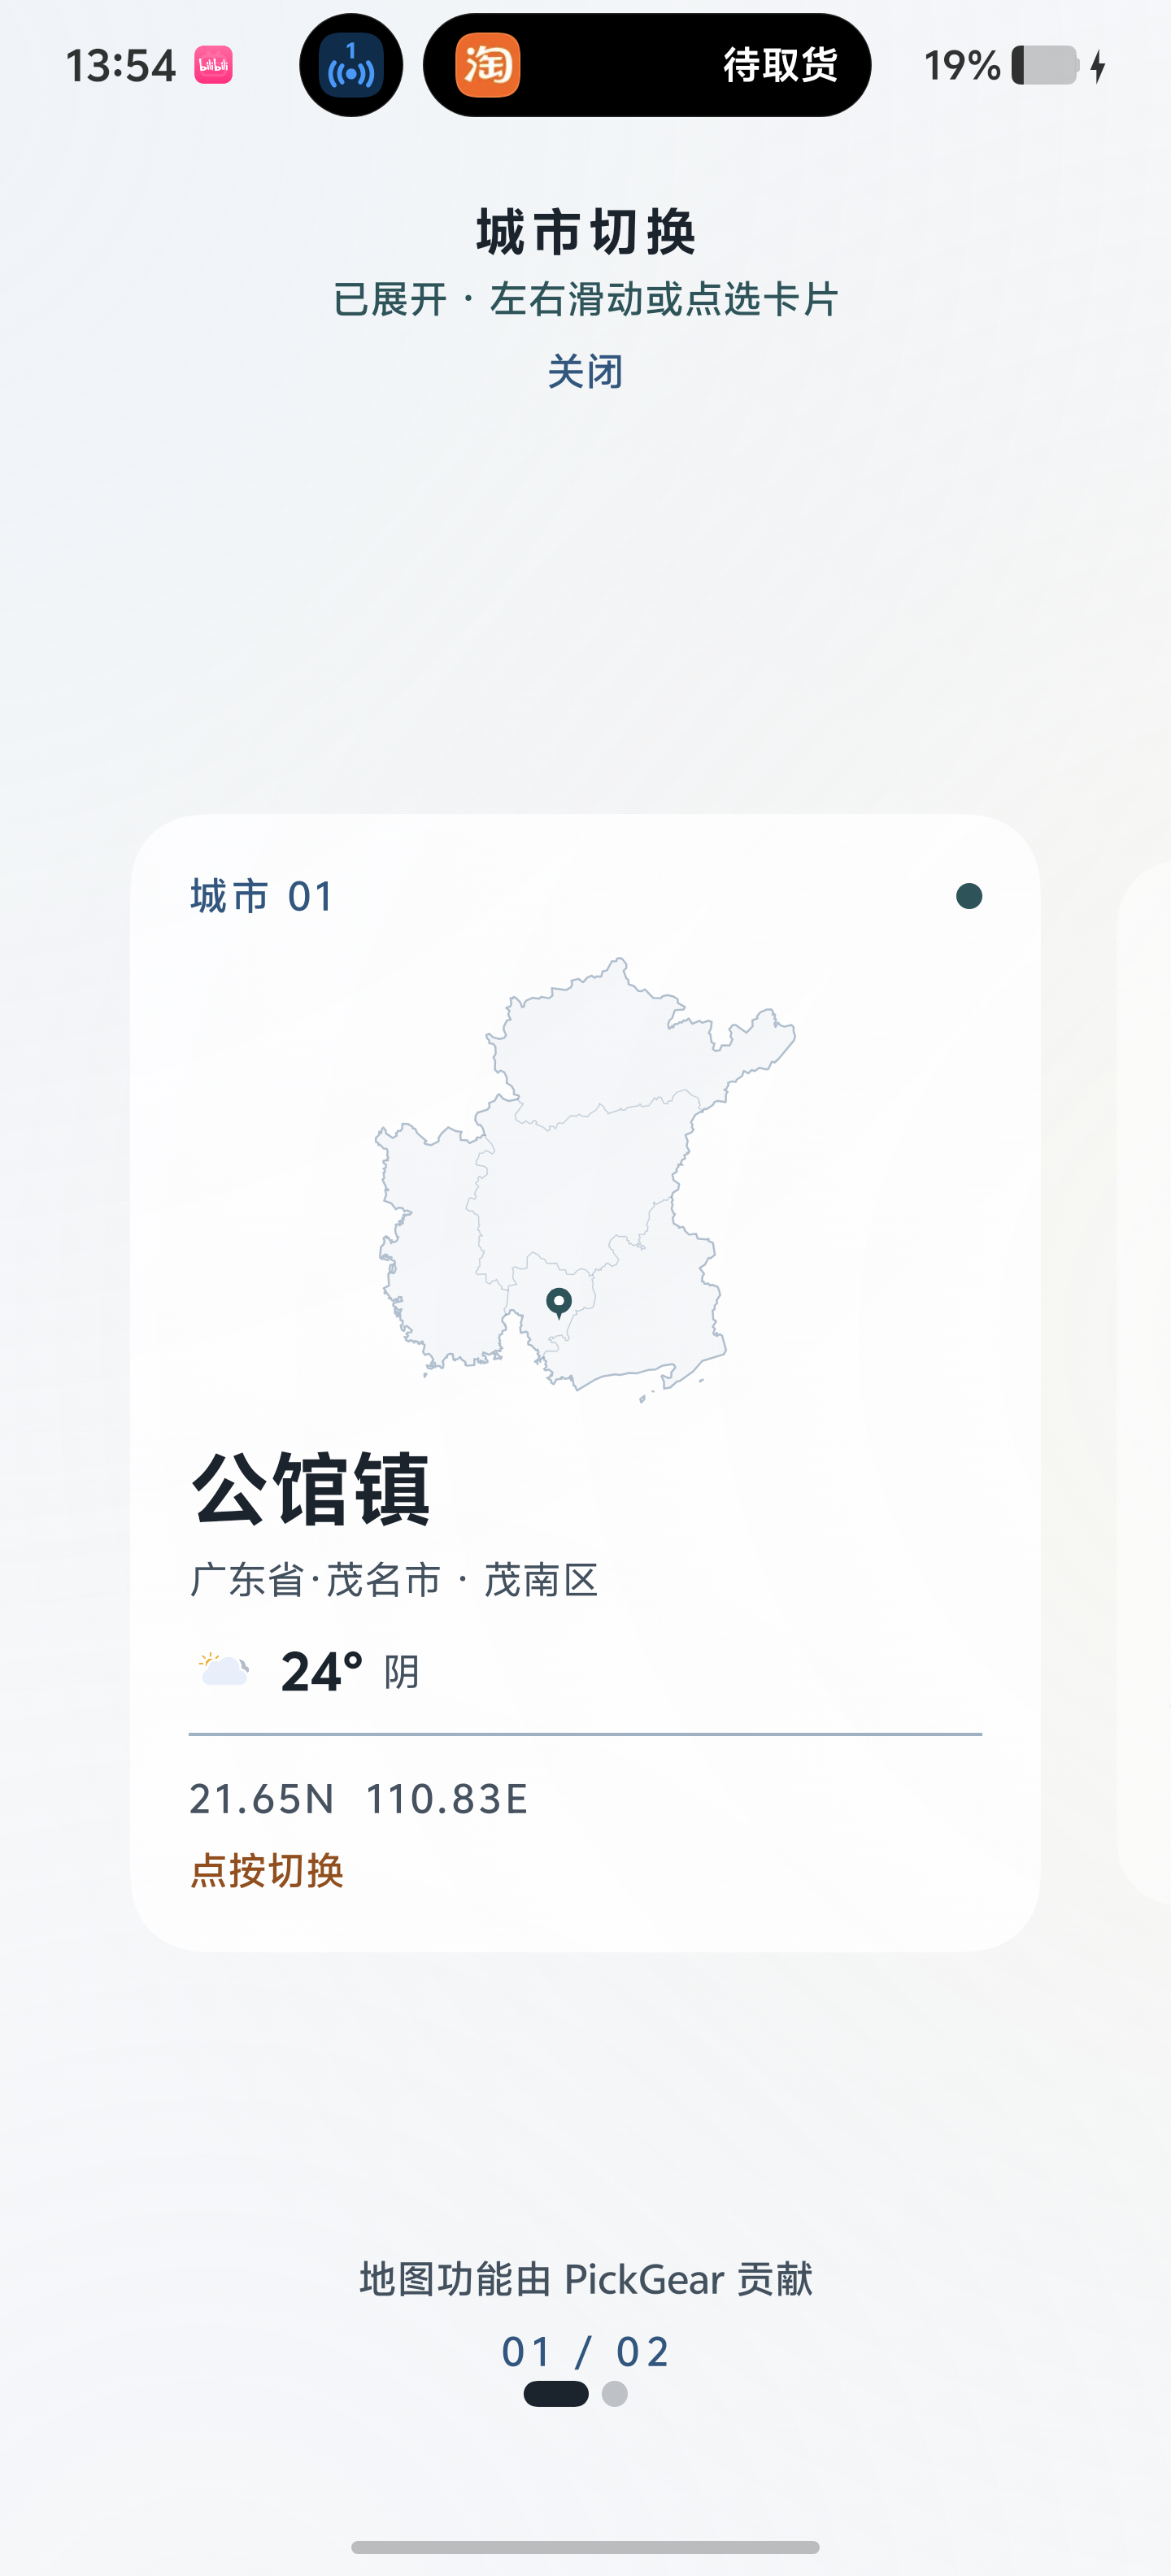 13:54 bilibili 1 淘 待取货 19%
城市切换
已展开 · 左右滑动或点选卡片
关闭
城市 01
公馆镇
广东省·茂名市 · 茂南区
24° 阴
21.65N 110.83E
点按切换
地图功能由 PickGear 贡献
01 / 02